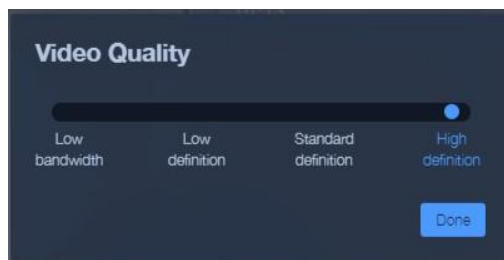 Video Quality
Low bandwidth
Low definition
Standard definition
High definition
Done